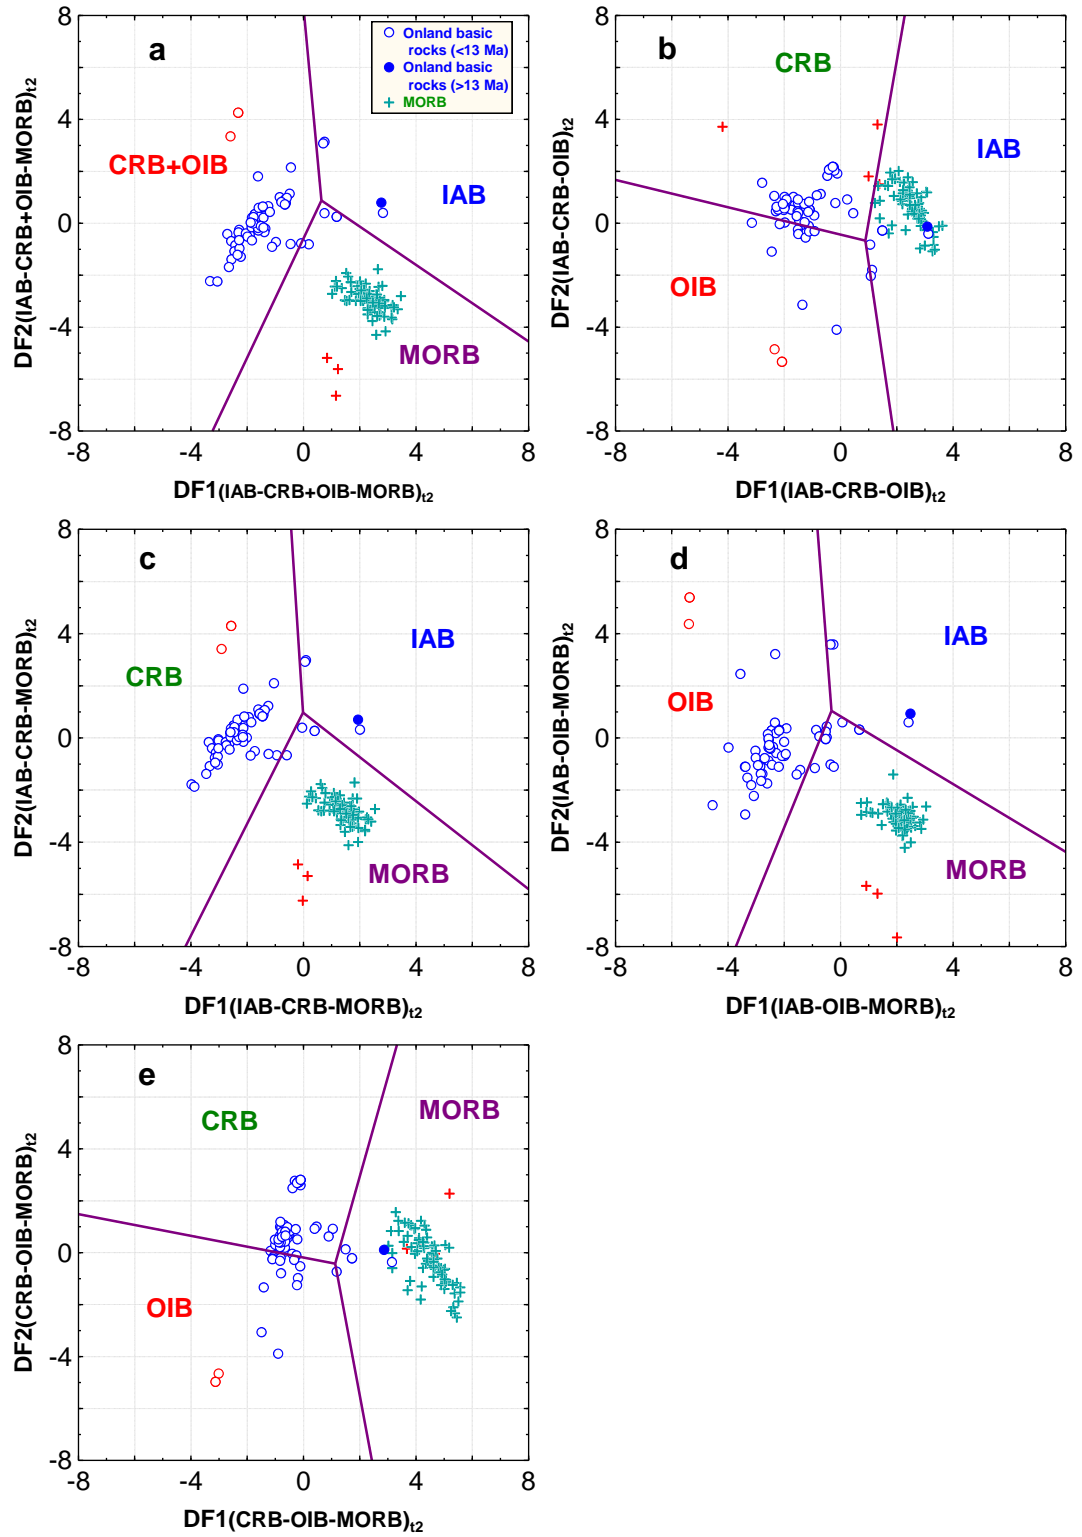 a
Onland basic
rocks (<13 Ma)
Onland basic
rocks (>13 Ma)
MORB
CRB+OIB
IAB
MORB
8
4
0
-4
-8
-8
-4
0
4
8
DF2(IAB-CRB+OIB-MORB)t2
DF1(IAB-CRB+OIB-MORB)t2
b
CRB
IAB
OIB
8
4
0
-4
-8
-8
-4
0
4
8
DF2(IAB-CRB-OIB)t2
DF1(IAB-CRB-OIB)t2
c
IAB
CRB
MORB
8
4
0
-4
-8
-8
-4
0
4
8
DF2(IAB-CRB-MORB)t2
DF1(IAB-CRB-MORB)t2
d
IAB
OIB
MORB
8
4
0
-4
-8
-8
-4
0
4
8
DF2(IAB-OIB-MORB)t2
DF1(IAB-OIB-MORB)t2
e
MORB
CRB
OIB
8
4
0
-4
-8
-8
-4
0
4
8
DF2(CRB-OIB-MORB)t2
DF1(CRB-OIB-MORB)t2